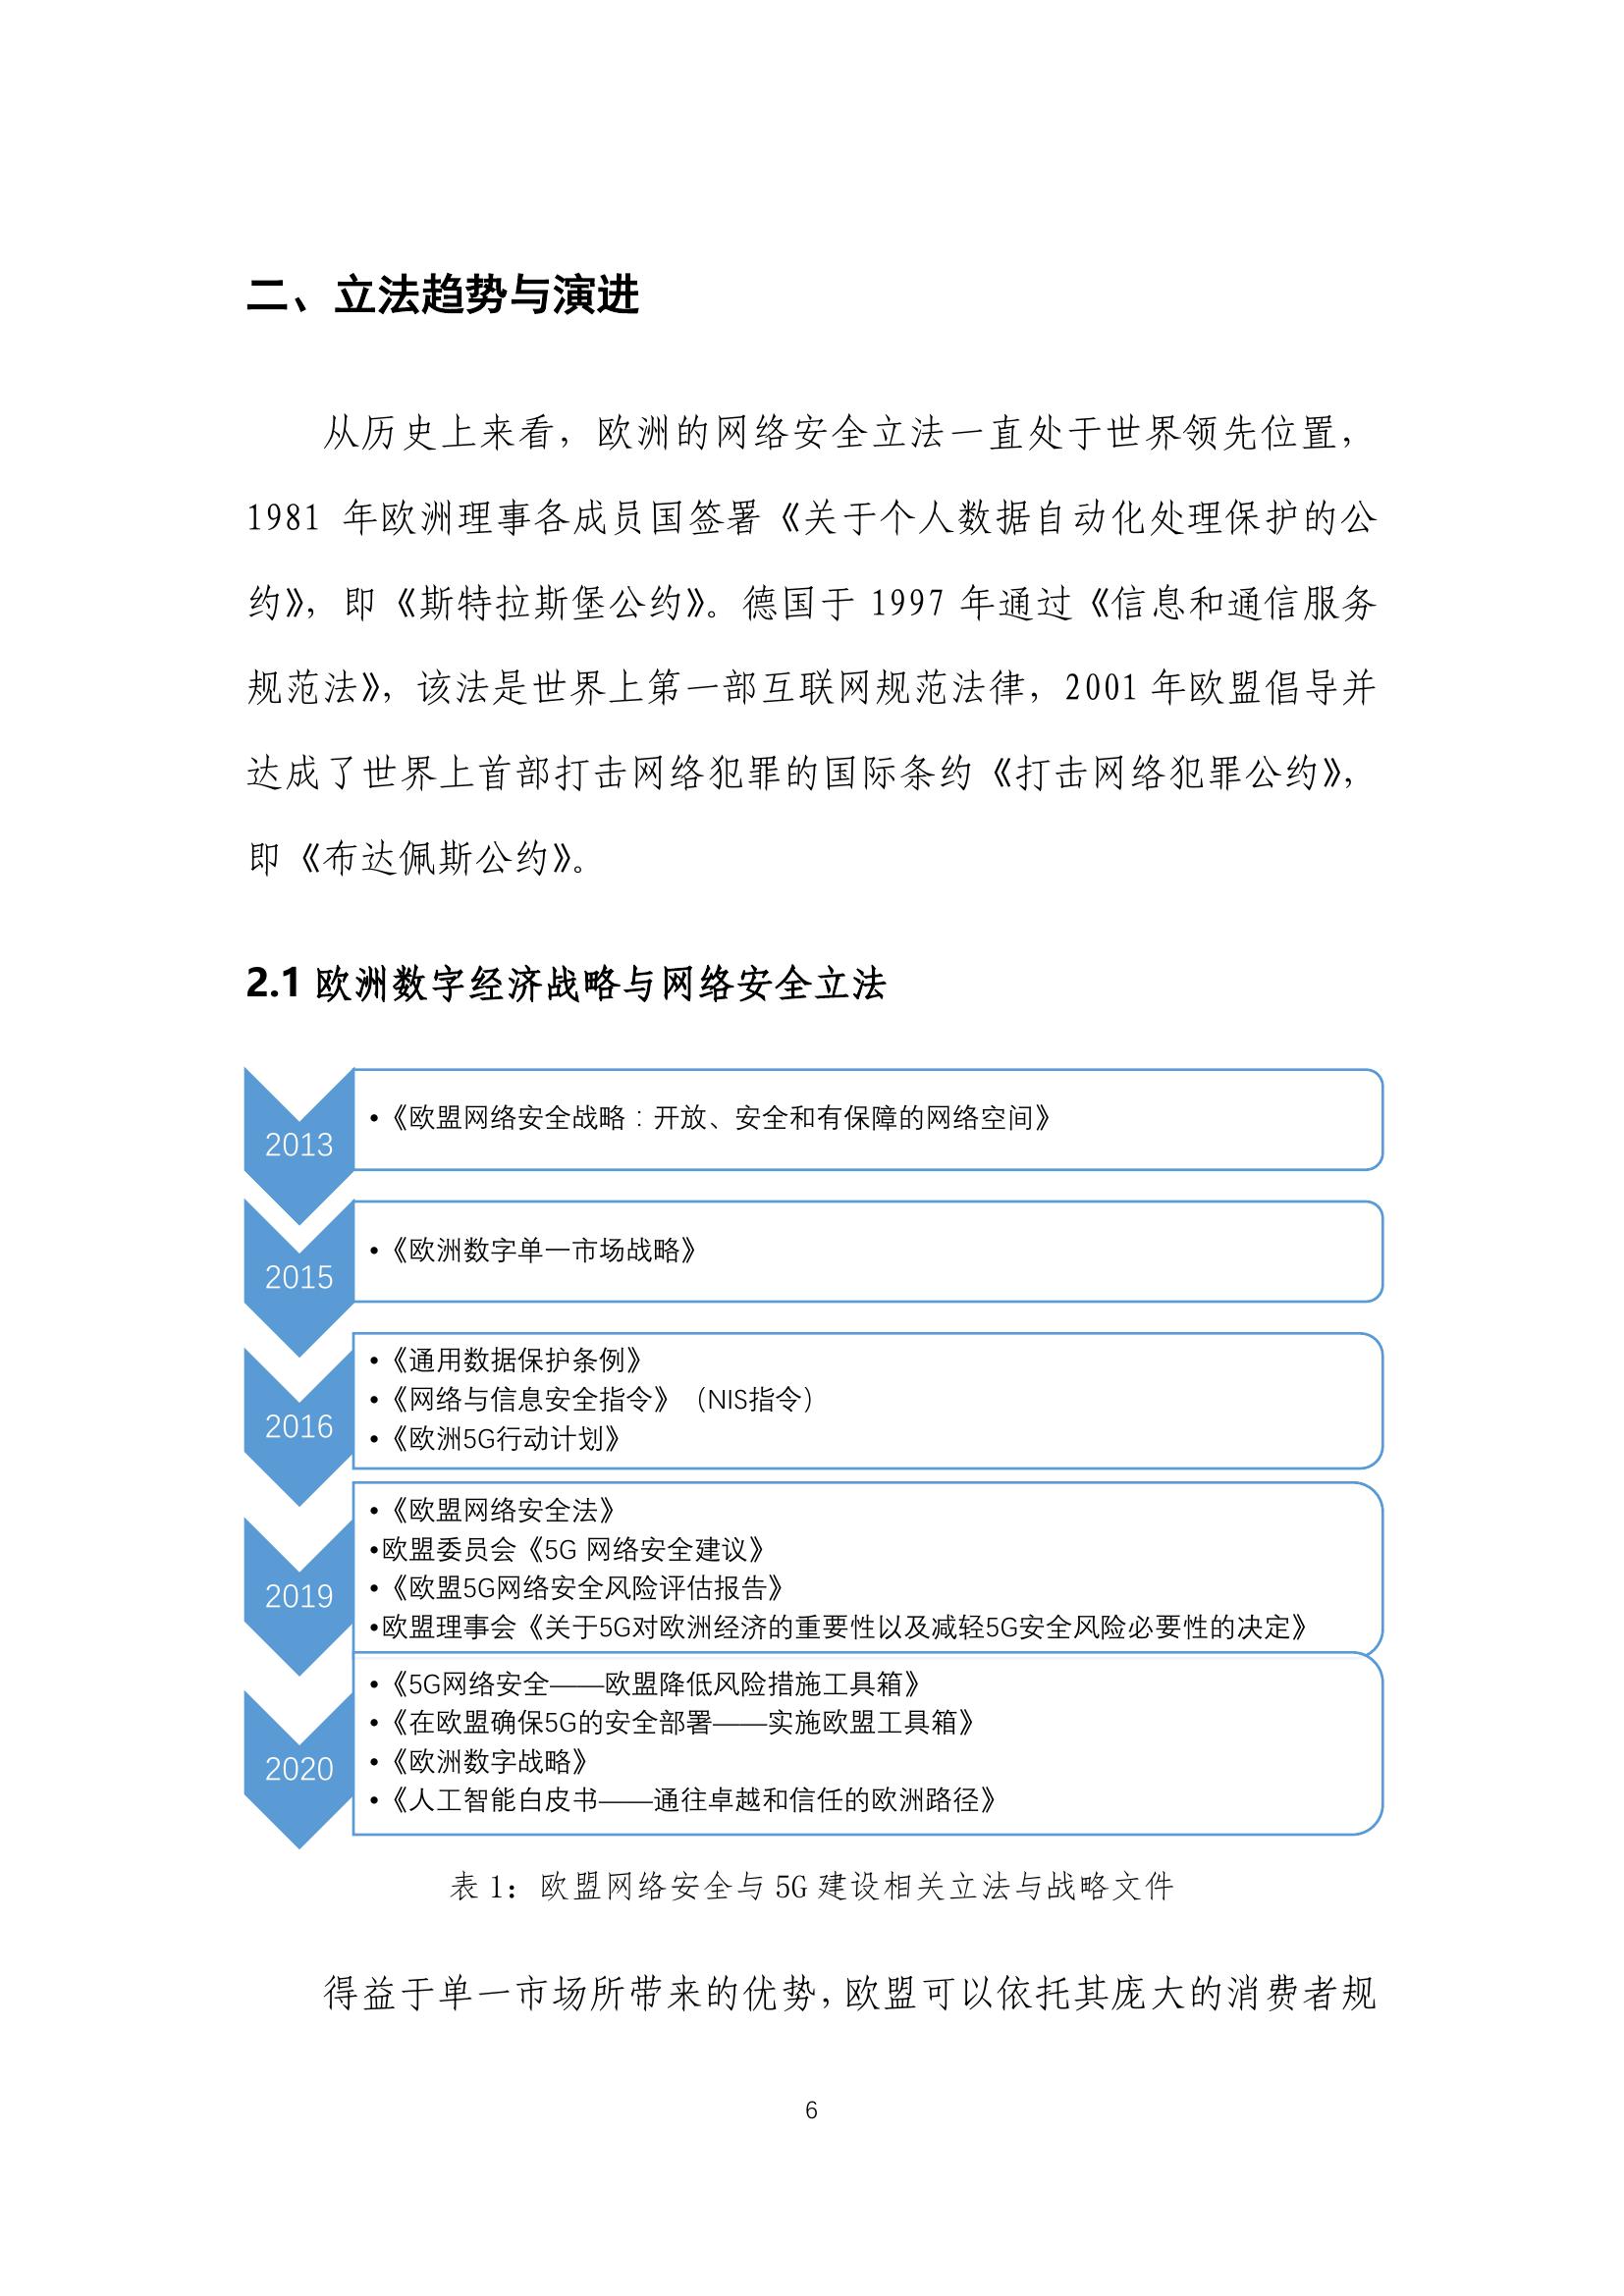 二、立法趋势与演进
从历史上来看，欧洲的网络安全立法一直处于世界领先位置，
1981 年欧洲理事各成员国签署《关于个人数据自动化处理保护的公
约》，即《斯特拉斯堡公约》。德国于 1997 年通过《信息和通信服务
规范法》，该法是世界上第一部互联网规范法律，2001 年欧盟倡导并
达成了世界上首部打击网络犯罪的国际条约《打击网络犯罪公约》，
即《布达佩斯公约》。
2.1 欧洲数字经济战略与网络安全立法
2013
•《欧盟网络安全战略：开放、安全和有保障的网络空间》
2015
•《欧洲数字单一市场战略》
2016
•《通用数据保护条例》
•《网络与信息安全指令》（NIS指令）
•《欧洲5G行动计划》
2019
•《欧盟网络安全法》
•欧盟委员会《5G 网络安全建议》
•《欧盟5G网络安全风险评估报告》
•欧盟理事会《关于5G对欧洲经济的重要性以及减轻5G安全风险必要性的决定》
2020
•《5G网络安全——欧盟降低风险措施工具箱》
•《在欧盟确保5G的安全部署——实施欧盟工具箱》
•《欧洲数字战略》
•《人工智能白皮书——通往卓越和信任的欧洲路径》
表 1：欧盟网络安全与 5G 建设相关立法与战略文件
得益于单一市场所带来的优势，欧盟可以依托其庞大的消费者规
6